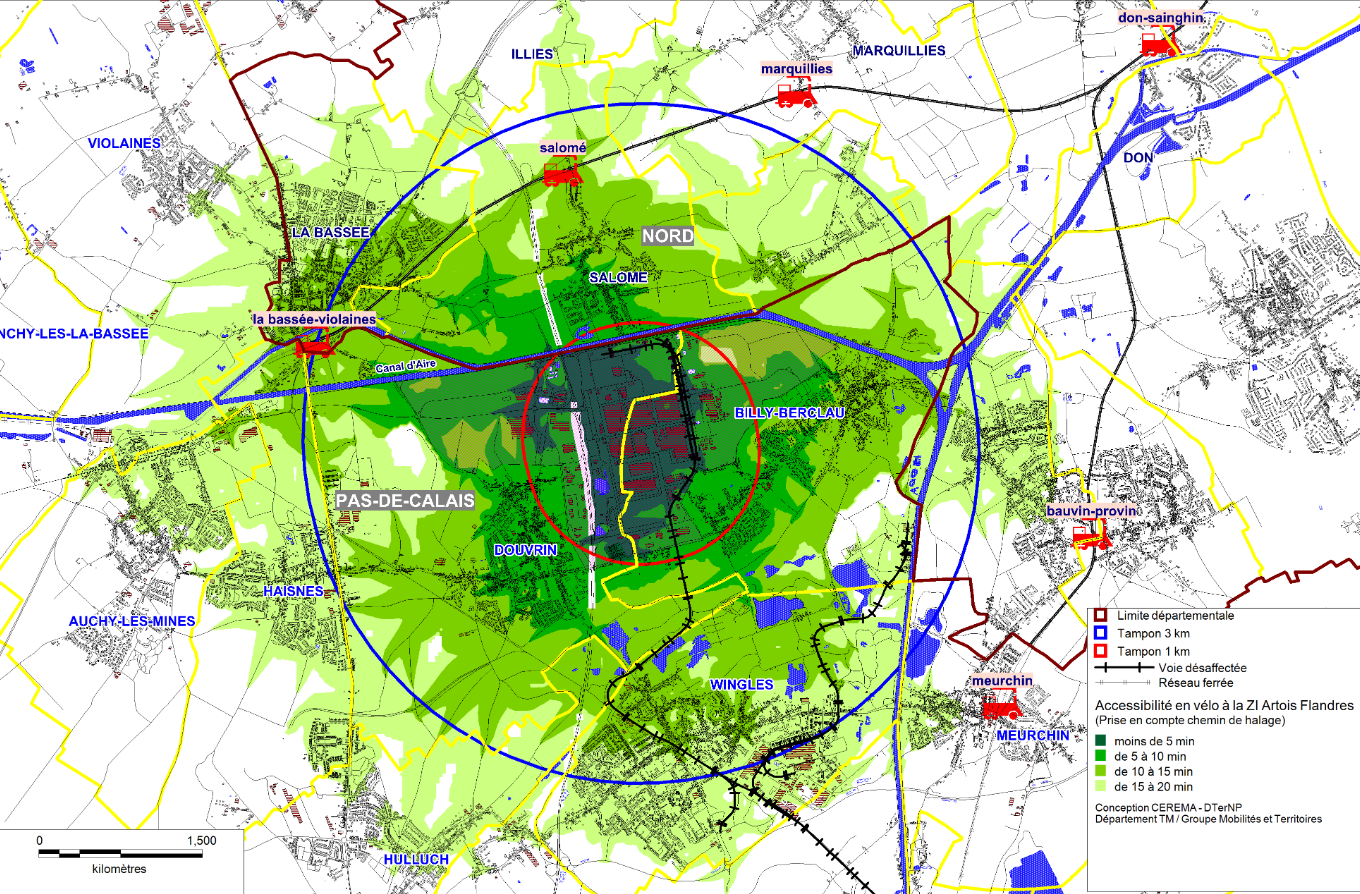 don-sainghin
MARQUILLIES
ILLIES
marquillies
VIOLAINES
salomé
DON
LA BASSEE
NORD
SALOME
la bassée-violaines
NCHY-LES-LA-BASSEE
Canal d'Aire
BILLY-BERCLAU
PAS-DE-CALAIS
bauvin-provin
DOUVRIN
HAISNES
AUCHY-LES-MINES
WINGLES
meurchin
MEURCHIN
HULLUCH
Limite départementale
Tampon 3 km
Tampon 1 km
Voie désaffectée
Réseau ferrée
Accessibilité en vélo à la ZI Artois Flandres
(Prise en compte chemin de halage)
moins de 5 min
de 5 à 10 min
de 10 à 15 min
de 15 à 20 min
Conception CEREMA - DTerNP
Département TM / Groupe Mobilités et Territoires
0 1,500
kilomètres